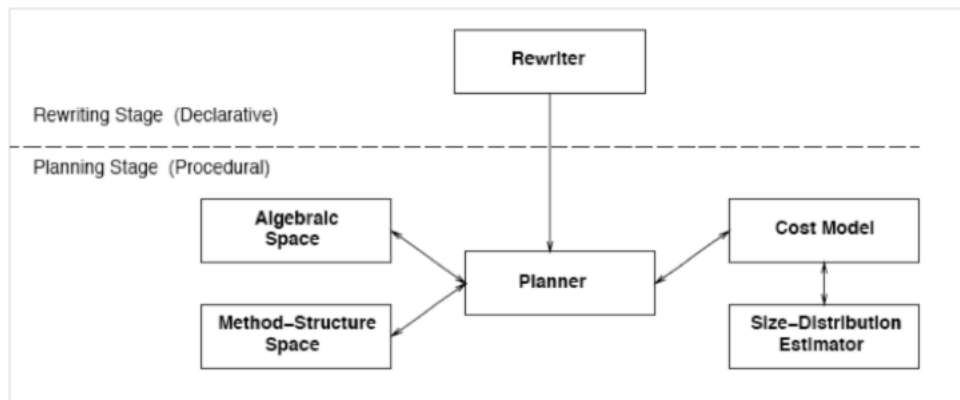 Rewriter
Rewriting Stage (Declarative)
Planning Stage (Procedural)
Algebraic
Space
Cost Model
Planner
Method-Structure
Space
Size-Distribution
Estimator